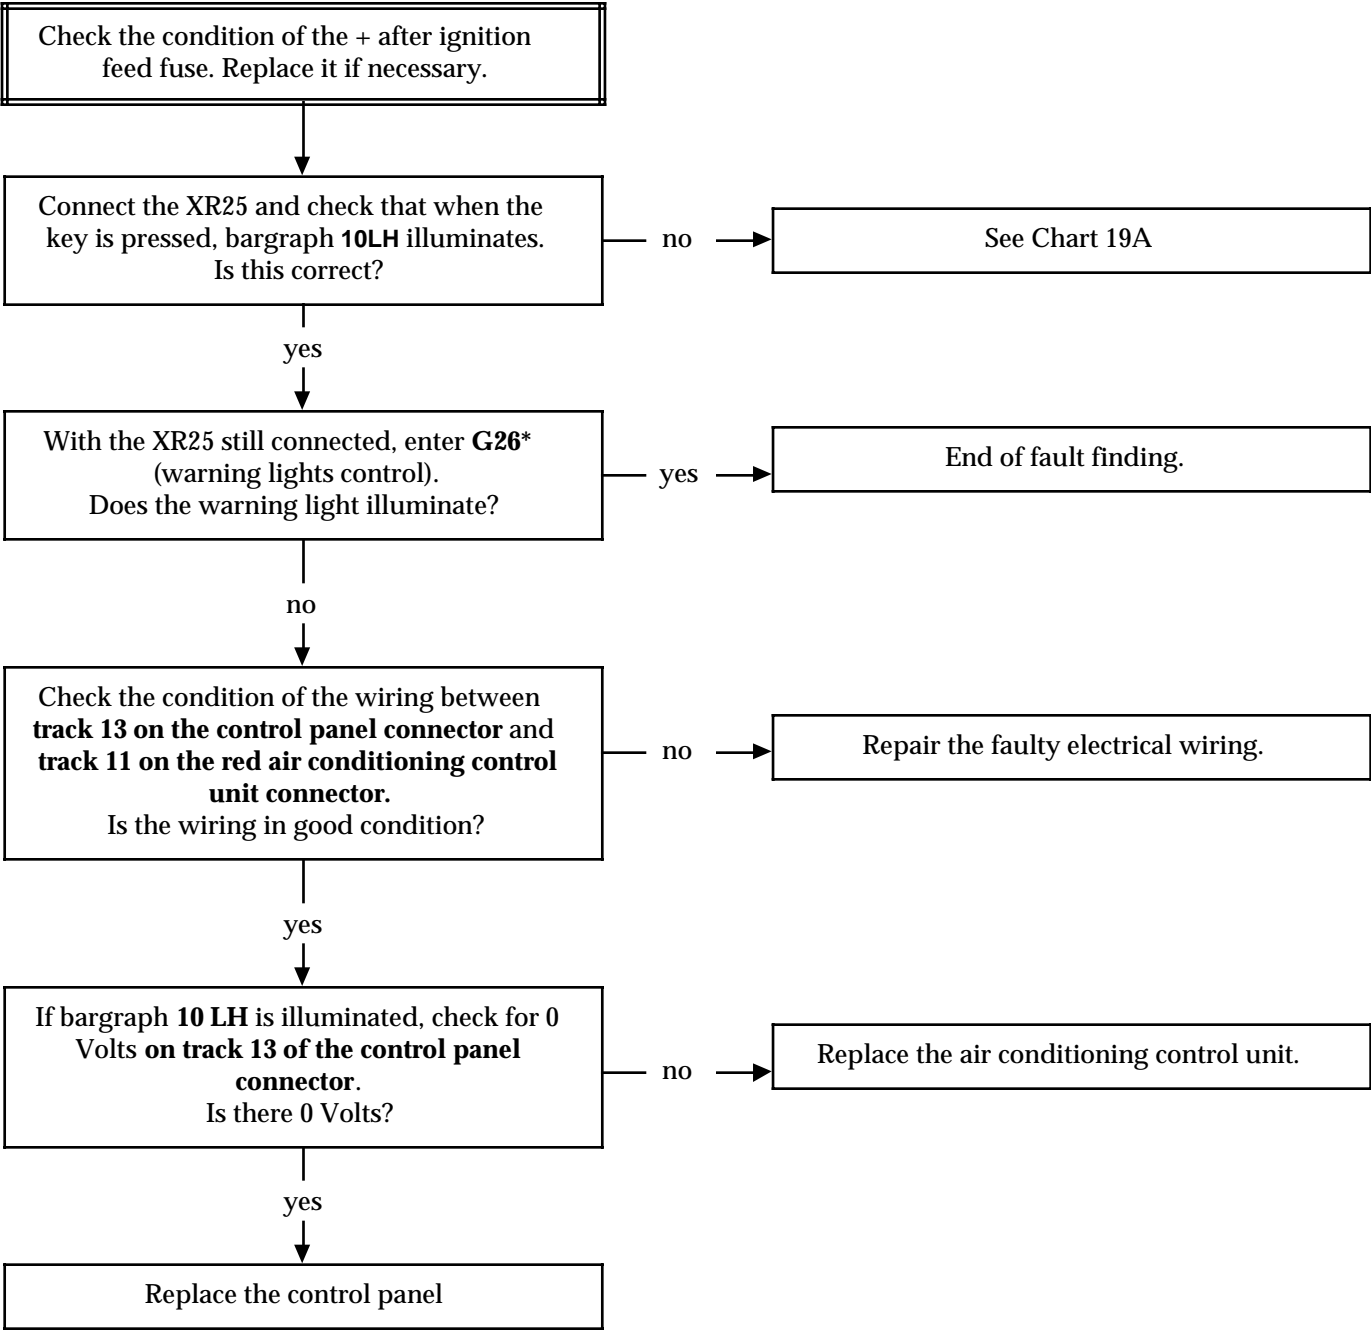 Check the condition of the + after ignition
feed fuse. Replace it if necessary.
Connect the XR25 and check that when the
key is pressed, bargraph 10LH illuminates.
Is this correct?
no
See Chart 19A
yes
With the XR25 still connected, enter G26*
(warning lights control).
Does the warning light illuminate?
yes
End of fault finding.
no
Check the condition of the wiring between
track 13 on the control panel connector and
track 11 on the red air conditioning control
unit connector.
Is the wiring in good condition?
no
Repair the faulty electrical wiring.
yes
If bargraph 10 LH is illuminated, check for 0
Volts on track 13 of the control panel
connector.
Is there 0 Volts?
no
Replace the air conditioning control unit.
yes
Replace the control panel